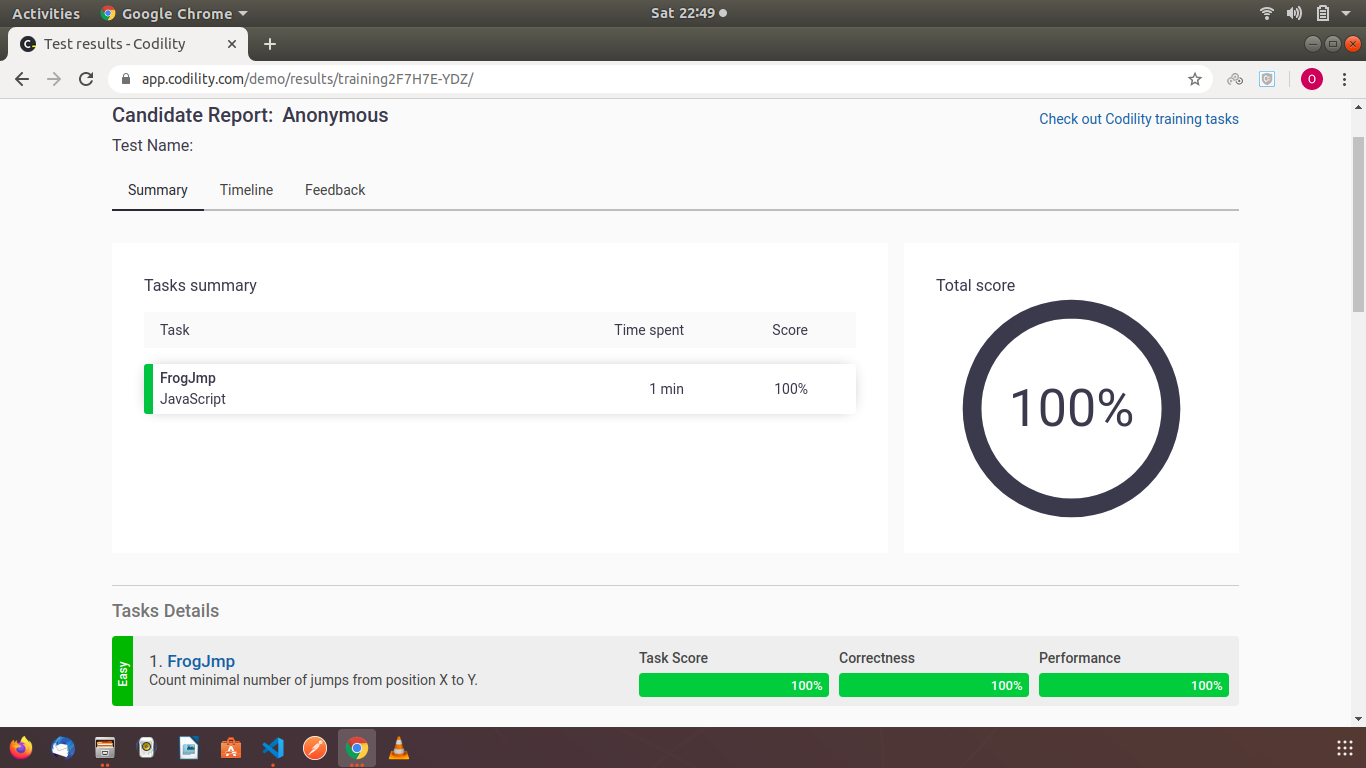 Activities
Google Chrome
Sat 22:49
Test results - Codility
app.codility.com/demo/results/training2F7H7E-YDZ/
O
Candidate Report: Anonymous
Check out Codility training tasks
Test Name:
Summary
Timeline
Feedback
Tasks summary
Task
Time spent
Score
FrogJmp
JavaScript
1 min
100%
Total score
100%
Tasks Details
Easy
1. FrogJmp
Count minimal number of jumps from position X to Y.
Task Score
Correctness
Performance
100%
100%
100%